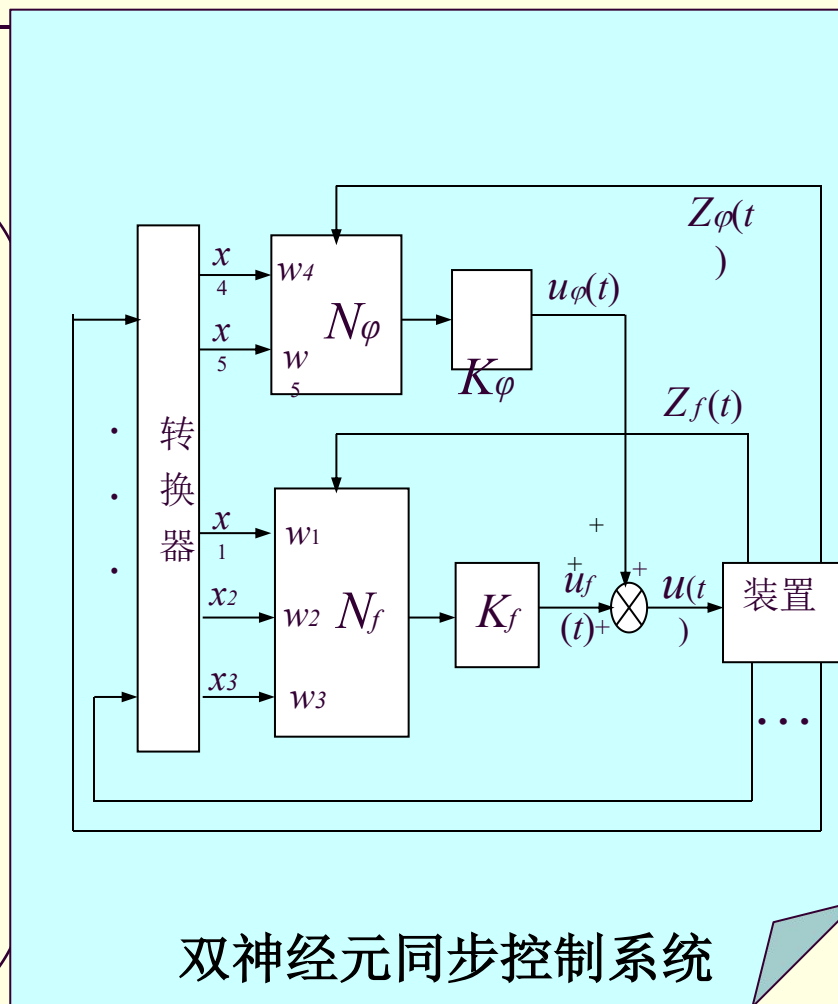 Zφ(t
)
x
4
w4
uφ(t)
Nφ
x
5
w
5
Kφ
Zf(t)
.
.
.
转
换
器
x
1
w1
+
+
+
x2
w2
Nf
Kf
uf
(t)+
u(t
)
装置
x3
w3
...
双神经元同步控制系统